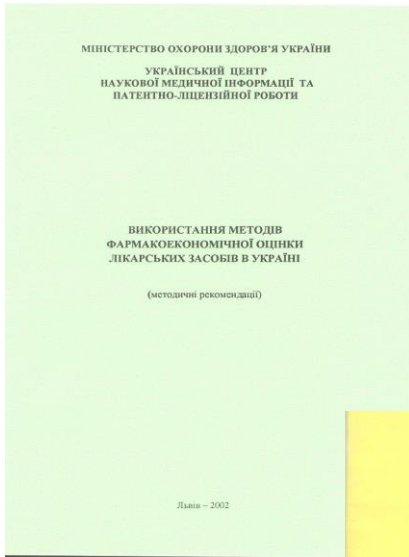 МІНІСТЕРСТВО ОХОРОНИ ЗДОРОВ'Я УКРАЇНИ
УКРАЇНСЬКИЙ ЦЕНТР
НАУКОВОЇ МЕДИЧНОЇ ІНФОРМАЦІЇ ТА
ПАТЕНТНО-ЛІЦЕНЗІЙНОЇ РОБОТИ
ВИКОРИСТАННЯ МЕТОДІВ
ФАРМАКОЕКОНОМІЧНОЇ ОЦІНКИ
ЛІКАРСЬКИХ ЗАСОБІВ В УКРАЇНІ
(методичні рекомендації)
Львів – 2002